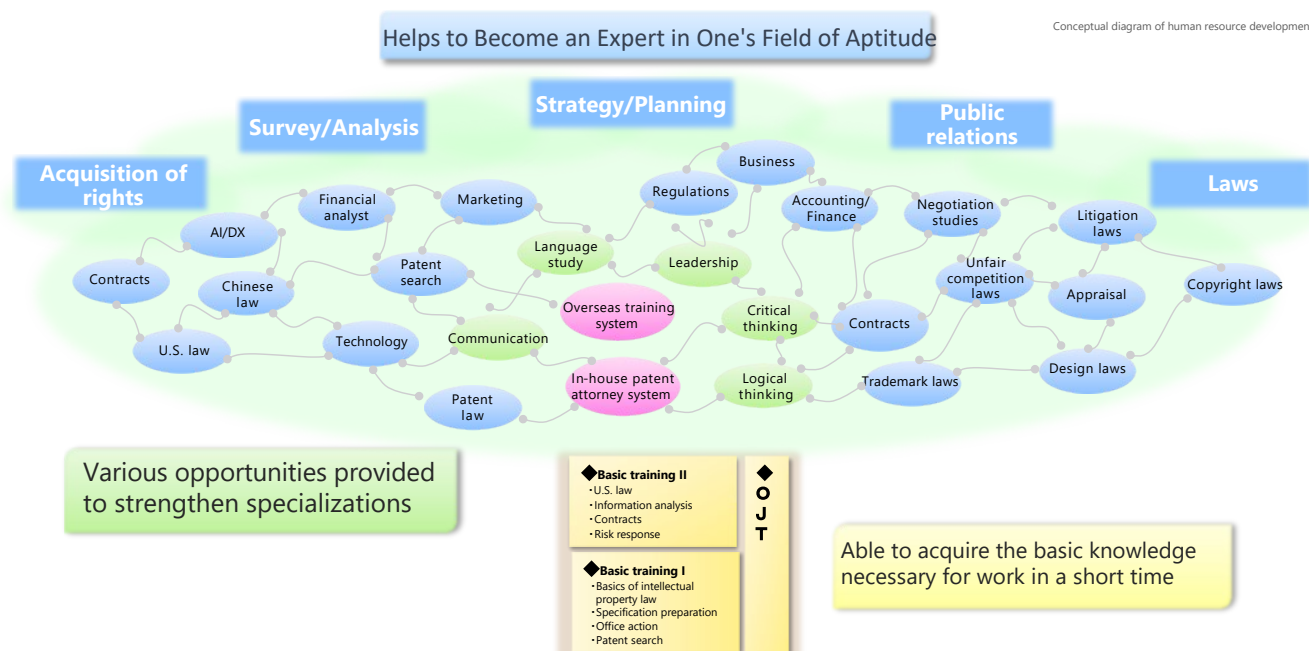 Helps to Become an Expert in One's Field of Aptitude
Conceptual diagram of human resource developmen
Strategy/Planning
Survey/Analysis
Public
relations
Acquisition of
rights
Laws
Business
Regulations
Financial
analyst
Marketing
Accounting/
Finance
Negotiation
studies
Litigation
laws
AI/DX
Language
study
Leadership
Contracts
Chinese
law
Patent
search
Unfair
competition
laws
Appraisal
Copyright laws
Overseas training
system
Critical
thinking
Contracts
U.S. law
Technology
Communication
In-house patent
attorney system
Logical
thinking
Trademark laws
Design laws
Patent
law
Various opportunities provided
to strengthen specializations
◆Basic training II
・U.S. law
・Information analysis
・Contracts
・Risk response
◆
O
J
T
◆Basic training I
・Basics of intellectual
property law
・Specification preparation
・Office action
・Patent search
Able to acquire the basic knowledge
necessary for work in a short time